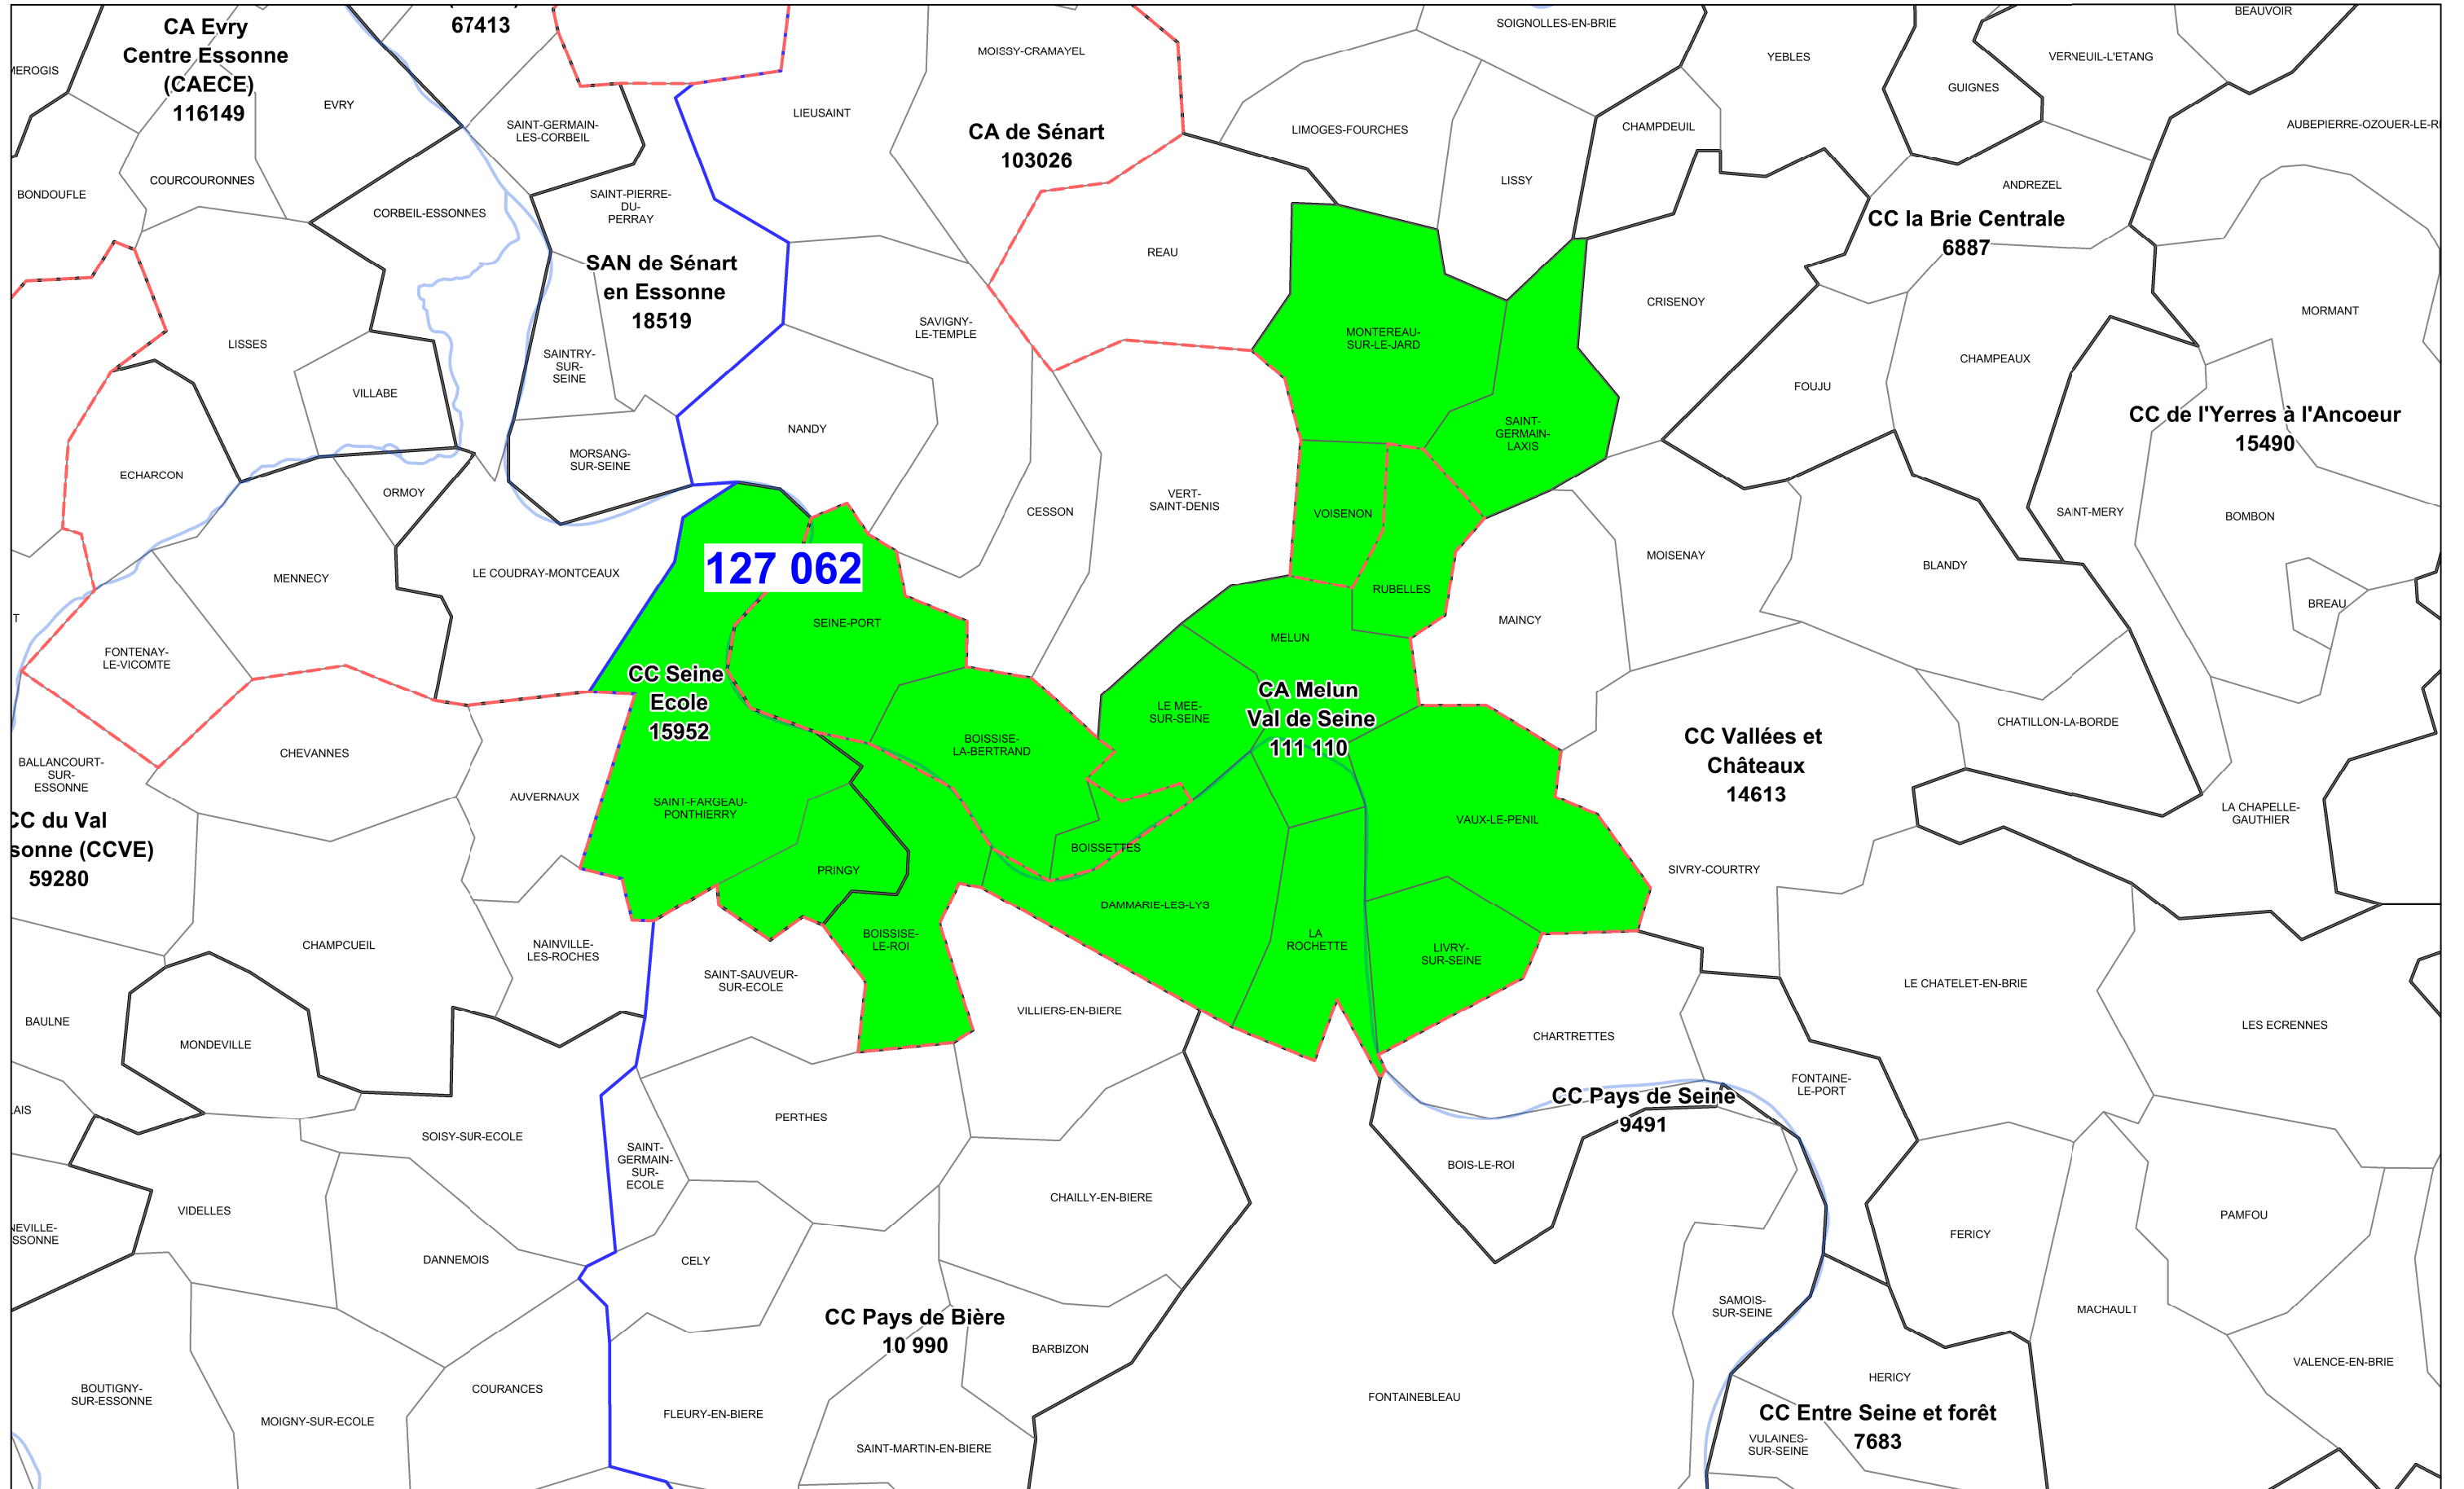 CA Evry
Centre Essonne
(CAECE)
116149
67413
MEROGIS
EVRY
SAINT-GERMAIN-
LES-CORBEIL
LIEUSAINT
MOISSY-CRAMAYEL
CA de Sénart
103026
SOIGNOLLES-EN-BRIE
LIMOGES-FOURCHES
LISSY
CHAMPDEUIL
YEBLES
GUIGNES
VERNEUIL-L'ETANG
BEAUVOIR
AUBEPIERRE-OZOUER-LE-R
BONDOUFLE
COURCOURONNES
CORBEIL-ESSONNES
SAINT-PIERRE-
DU-
PERRAY
SAN de Sénart
en Essonne
18519
REAU
ANDREZEL
CC la Brie Centrale
6887
CRISENOY
MORMANT
LISSES
VILLABE
SAINTRY-
SUR-
SEINE
SAVIGNY-
LE-TEMPLE
MONTEREAU-
SUR-LE-JARD
CHAMPEAUX
FOUJU
CC de l'Yerres à l'Ancoeur
15490
NANDY
SAINT-
GERMAIN-
LAXIS
ECHARCON
ORMOY
MORSANG-
SUR-SEINE
CESSON
VERT-
SAINT-DENIS
VOISENON
SAINT-MERY
BOMBON
MENNECY
LE COUDRAY-MONTCEAUX
127 062
SEINE-PORT
RUBELLES
MOISENAY
BLANDY
BREAU
T
FONTENAY-
LE-VICOMTE
MELUN
MAINCY
CC Seine
Ecole
15952
LE MEE-
SUR-SEINE
CA Melun
Val de Seine
111 110
CHATILLON-LA-BORDE
CHEVANNES
BALLANCOURT-
SUR-
ESSONNE
BOISSISE-
LA-BERTRAND
CC Vallées et
Châteaux
14613
AUVERNAUX
SAINT-FARGEAU-
PONTHIERRY
VAUX-LE-PENIL
LA CHAPELLE-
GAUTHIER
CC du Val
sonne (CCVE)
59280
PRINGY
BOISSETTES
SIVRY-COURTRY
DAMMARIE-LES-LYS
CHAMPCUEIL
NAINVILLE-
LES-ROCHES
BOISSISE-
LE-ROI
LA
ROCHETTE
LIVRY-
SUR-SEINE
SAINT-SAUVEUR-
SUR-ECOLE
VILLIERS-EN-BIERE
LE CHATELET-EN-BRIE
BAULNE
MONDEVILLE
CHARTRETTES
LES ECRENNES
LAIS
SOISY-SUR-ECOLE
PERTHES
CC Pays de Seine
9491
FONTAINE-
LE-PORT
SAINT-
GERMAIN-
SUR-
ECOLE
BOIS-LE-ROI
CHAILLY-EN-BIERE
VIDELLES
NEVILLE-
SSONNE
DANNEMOIS
CELY
FERICY
PAMFOU
CC Pays de Bière
10 990
BARBIZON
SAMOIS-
SUR-SEINE
MACHAULT
VALENCE-EN-BRIE
BOUTIGNY-
SUR-ESSONNE
COURANCES
FLEURY-EN-BIERE
FONTAINEBLEAU
HERICY
CC Entre Seine et forêt
7683
MOIGNY-SUR-ECOLE
SAINT-MARTIN-EN-BIERE
VULAINES-
SUR-SEINE